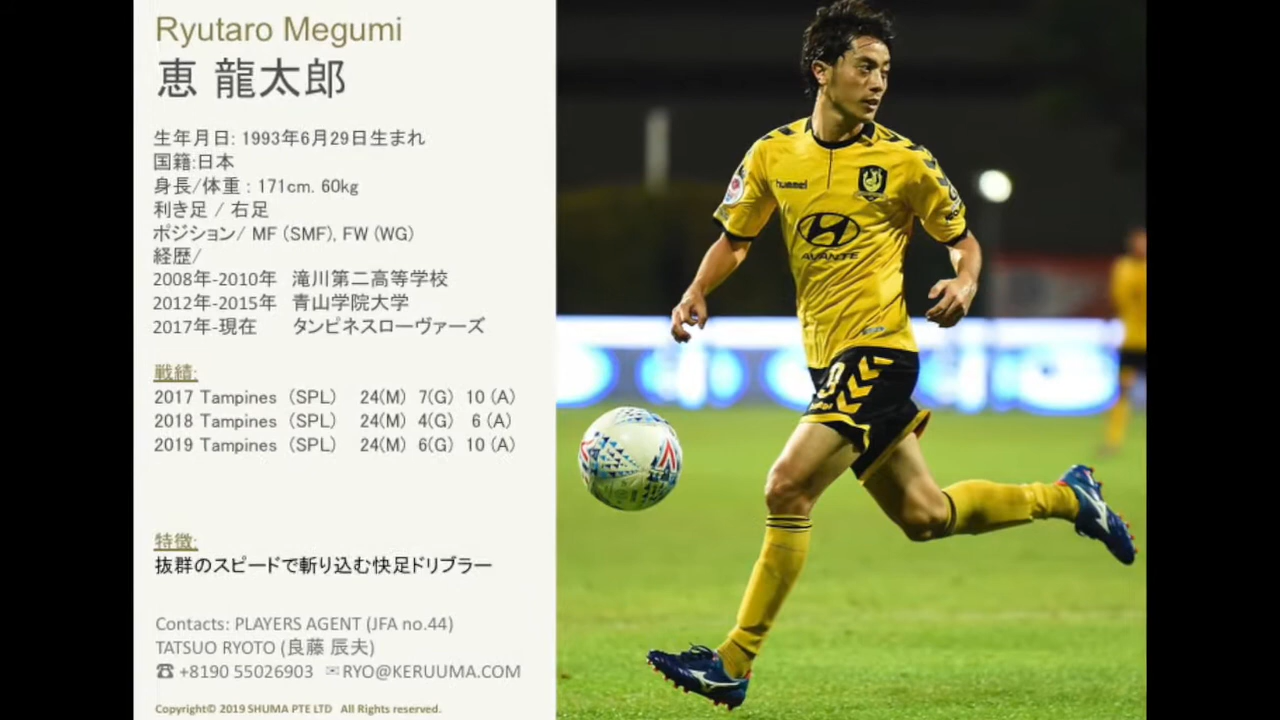 Ryutaro Megumi
恵 龍太郎
生年月日: 1993年6月29日生まれ
国籍:日本
身長/体重 : 171cm. 60kg
利き足 / 右足
ポジション/ MF (SMF), FW (WG)
経歴/
2008年-2010年 滝川第二高等学校
2012年-2015年 青山学院大学
2017年-現在 タンピネスローヴァーズ
戦績:
2017 Tampines (SPL) 24(M) 7(G) 10 (A)
2018 Tampines (SPL) 24(M) 4(G) 6 (A)
2019 Tampines (SPL) 24(M) 6(G) 10 (A)
特徴:
抜群のスピードで斬り込む快足ドリブラー
Contacts: PLAYERS AGENT (JFA no.44)
TATSUO RYOTO (良藤 辰夫)
☎ +8190 55026903 ✉RYO@KERUUMA.COM
Copyright© 2019 SHUMA PTE LTD All Rights reserved.
hummel
AVANTE
9